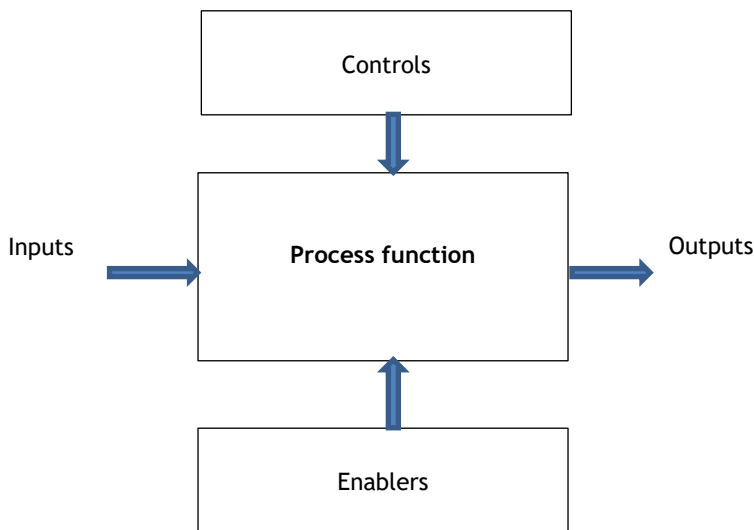 Controls
Inputs
Process function
Outputs
Enablers